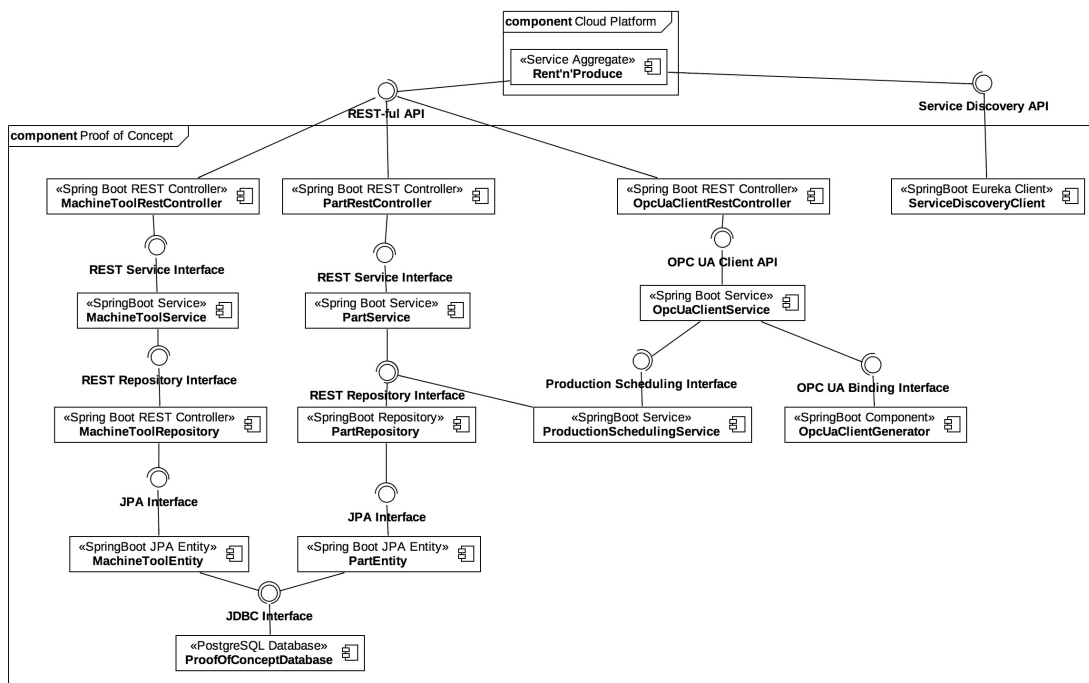 component Cloud Platform
«Service Aggregate»
Rent'n'Produce
REST-ful API
Service Discovery API
component Proof of Concept
«Spring Boot REST Controller»
MachineToolRestController
«Spring Boot REST Controller»
PartRestController
«Spring Boot REST Controller»
OpcUaClientRestController
«SpringBoot Eureka Client»
ServiceDiscoveryClient
REST Service Interface
REST Service Interface
OPC UA Client API
«SpringBoot Service»
MachineToolService
«Spring Boot Service»
PartService
«Spring Boot Service»
OpcUaClientService
REST Repository Interface
REST Repository Interface
Production Scheduling Interface
OPC UA Binding Interface
«Spring Boot REST Controller»
MachineToolRepository
«SpringBoot Repository»
PartRepository
«SpringBoot Service»
ProductionSchedulingService
«SpringBoot Component»
OpcUaClientGenerator
JPA Interface
JPA Interface
«SpringBoot JPA Entity»
MachineToolEntity
«Spring Boot JPA Entity»
PartEntity
JDBC Interface
«PostgreSQL Database»
ProofOfConceptDatabase